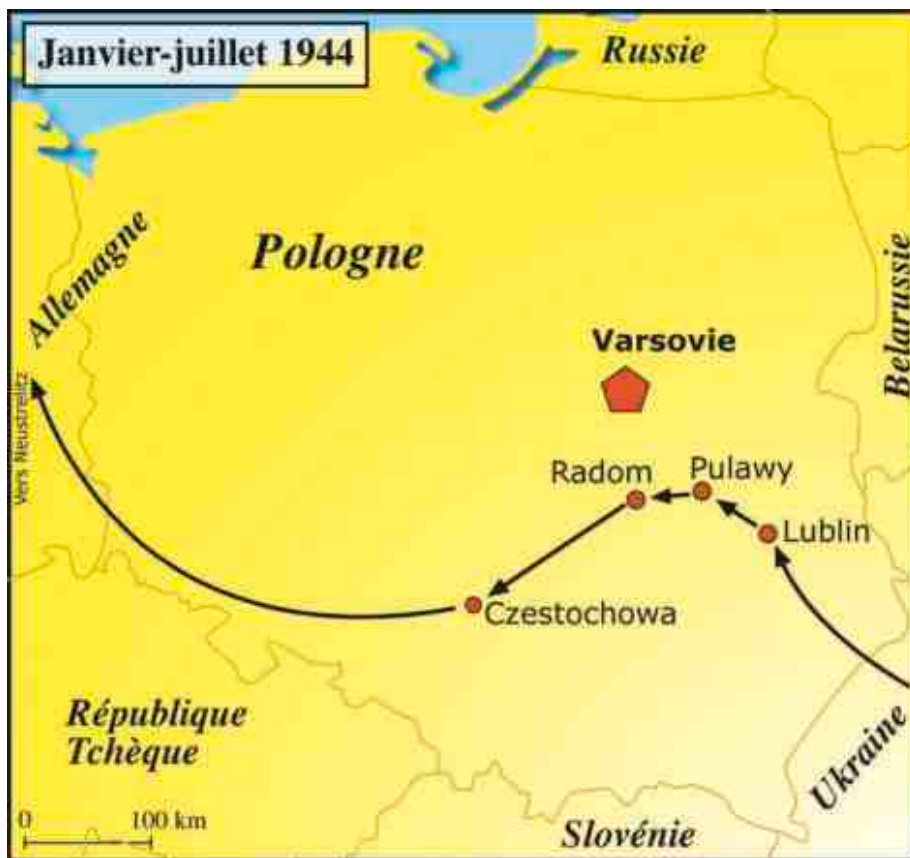 Janvier-juillet 1944
Russie
Allemagne
Pologne
Belarussie
Varsovie
Vers Neustrelitz
Radom
Pulawy
Lublin
Czestochowa
République
Tchèque
Ukraine
0 100 km
Slovénie